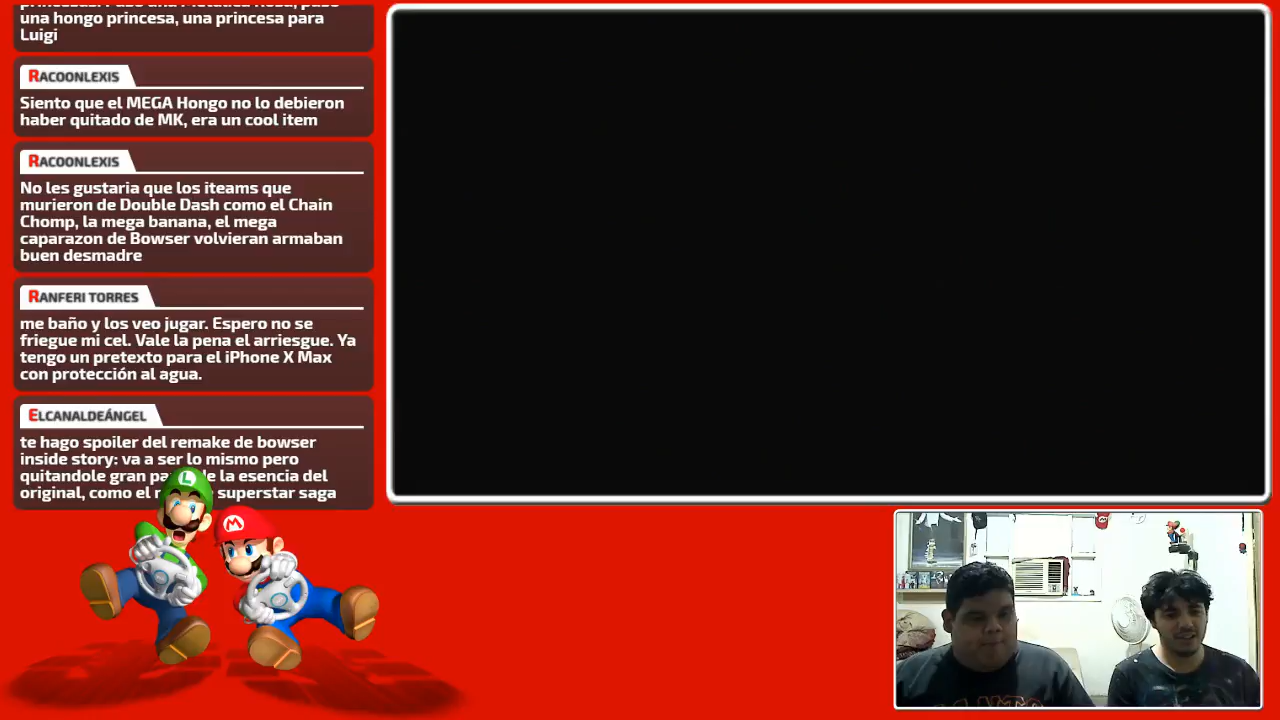 una hongo princesa, una princesa para
Luigi
RACOONLEXIS
Siento que el MEGA Hongo no lo debieron
haber quitado de MK, era un cool item
RACOONLEXIS
No les gustaria que los iteams que
murieron de Double Dash como el Chain
Chomp, la mega banana, el mega
caparazon de Bowser volvieran armaban
buen desmadre
RANFERI TORRES
me baño y los veo jugar. Espero no se
friegue mi cel. Vale la pena el arriesgue. Ya
tengo un pretexto para el iPhone X Max
con protección al agua.
ELCANALDEÁNGEL
te hago spoiler del remake de bowser
inside story: va a ser lo mismo pero
quitandole gran de la esencia del
original, como el superstar saga
L
M